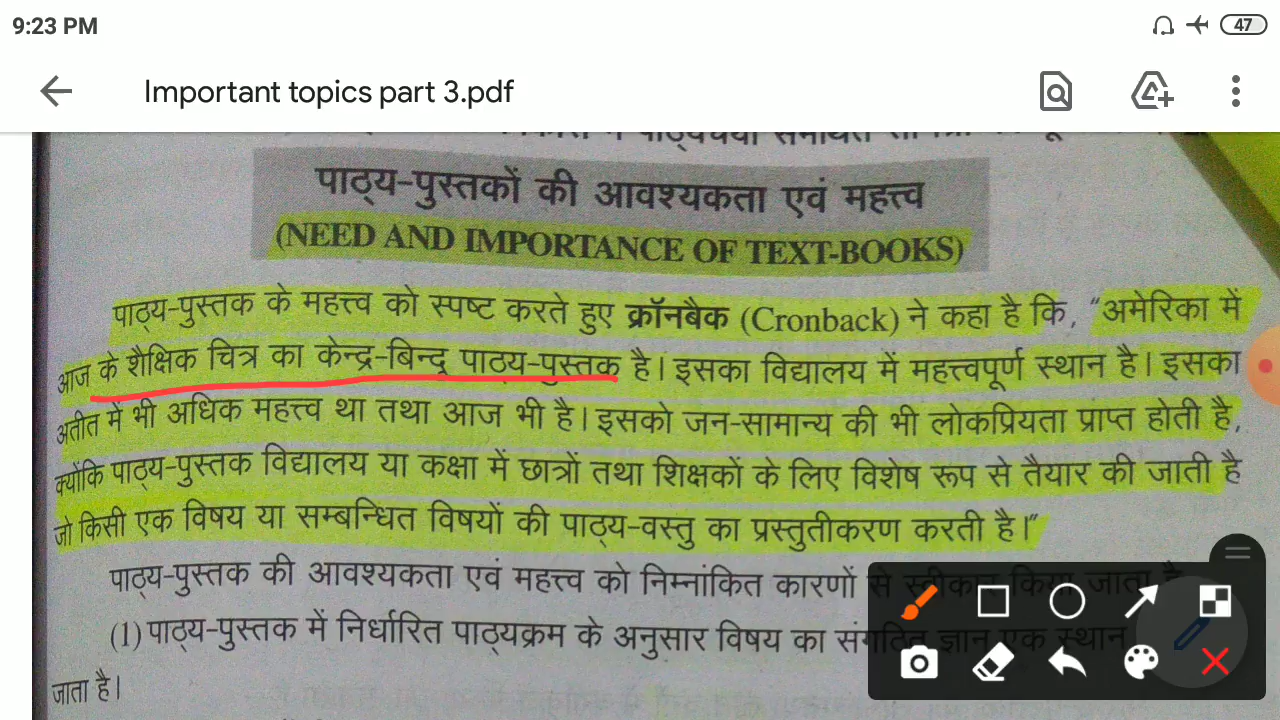 9:23 PM
47
Important topics part 3.pdf
पाठ्य-पुस्तकों की आवश्यकता एवं महत्त्व
(NEED AND IMPORTANCE OF TEXT-BOOKS)
पाठ्य-पुस्तक के महत्त्व को स्पष्ट करते हुए क्रॉनबैक (Cronback) ने कहा है कि, “अमेरिका में
आज के शैक्षिक चित्र का केन्द्र-बिन्दु पाठ्य-पुस्तक है। इसका विद्यालय में महत्त्वपूर्ण स्थान है। इसका
अतीत में भी अधिक महत्त्व था तथा आज भी है। इसको जन-सामान्य की भी लोकप्रियता प्राप्त होती है,
क्योंकि पाठ्य-पुस्तक विद्यालय या कक्षा में छात्रों तथा शिक्षकों के लिए विशेष रूप से तैयार की जाती है
जो किसी एक विषय या सम्बन्धित विषयों की पाठ्य-वस्तु का प्रस्तुतीकरण करती है।”
पाठ्य-पुस्तक की आवश्यकता एवं महत्त्व को निम्नांकित कारणों से स्वीकार किया जाता है
(1) पाठ्य-पुस्तक में निर्धारित पाठ्यक्रम के अनुसार विषय का संगठित ज्ञान एक स्थान
जाता है।